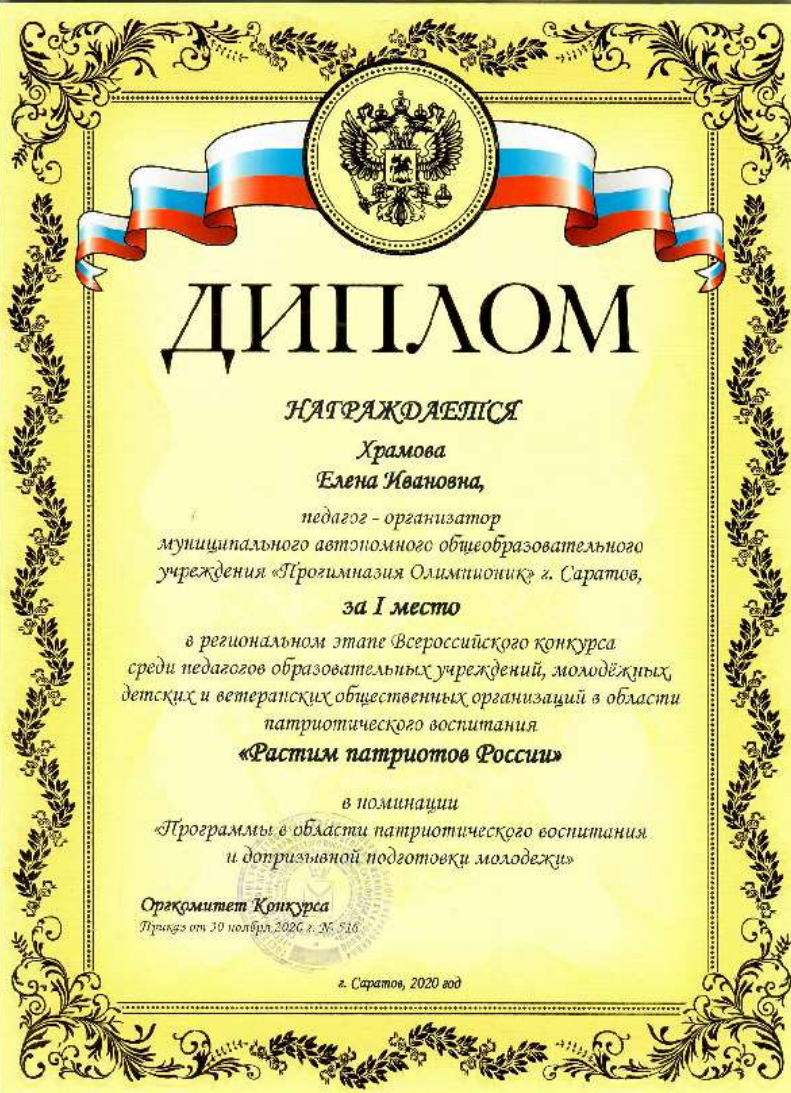 ДИПЛОМ
НАГРАЖДАЕТСЯ
Храмова
Елена Ивановна,
педагог - организатор
муниципального автономного общеобразовательного
учреждения «Прогимназия Олимпионик» г. Саратов,
за I место
в региональном этапе Всероссийского конкурса
среди педагогов образовательных учреждений, молодёжных,
детских и ветеранских общественных организаций в области
патриотического воспитания
«Растим патриотов России»
в номинации
«Программы в области патриотического воспитания
и допризывной подготовки молодежи»
Оргкомитет Конкурса
Приказ от 30 ноября 2020 г. №
г. Саратов, 2020 год